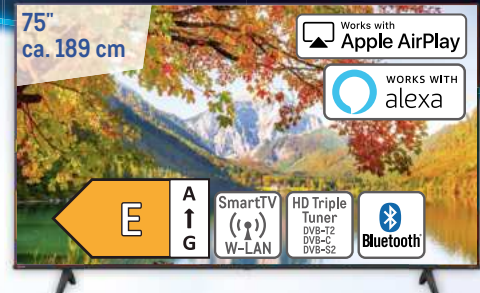 75"
ca. 189 cm
Works with
Apple AirPlay
WORKS WITH
alexa
E
A
G
SmartTV
W-LAN
HD Triple
Tuner
DVB-T2
DVB-C
DVB-S2
Bluetooth